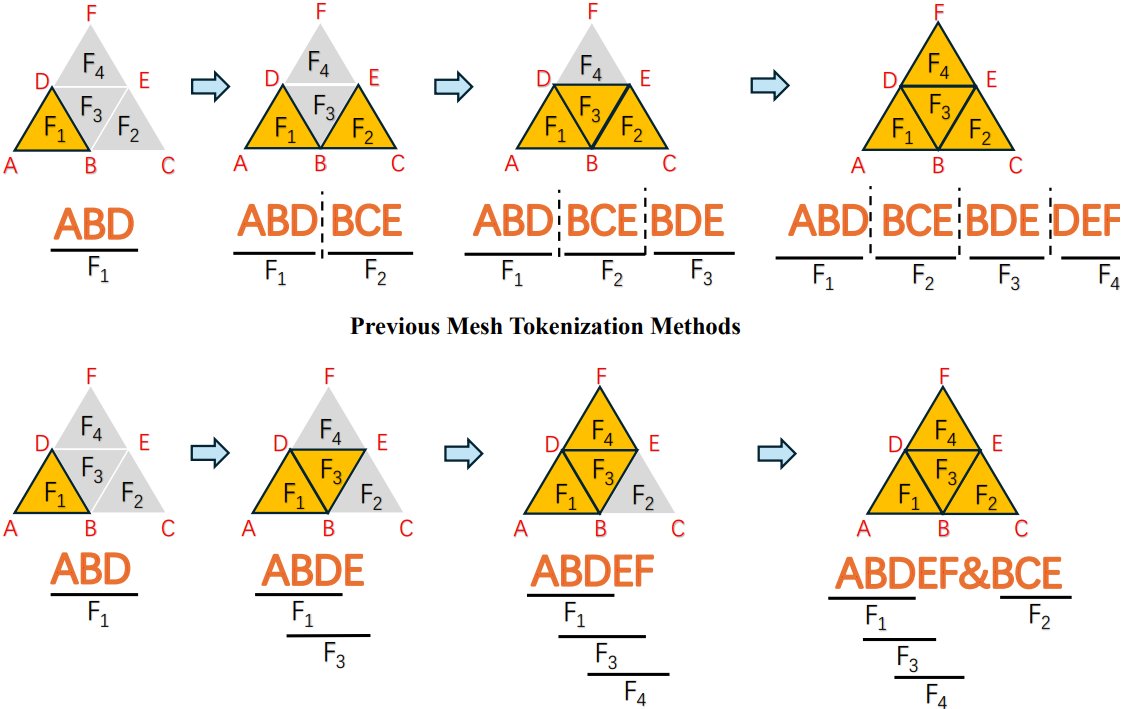 F F F F
F4 F4 F4 F4
D E D E D E D E
F1 F3 F2 F1 F3 F2 F1 F3 F2 F1 F3 F2
A B C A B C A B C A B C
ABD ABD BCE ABD BCE BDE ABD BCE BDE DEF
F1 F1 F2 F1 F2 F3 F1 F2 F3 F4
Previous Mesh Tokenization Methods
F F F F
F4 F4 F4 F4
D E D E D E D E
F1 F3 F2 F1 F3 F2 F1 F3 F2 F1 F3 F2
A B C A B C A B C A B C
ABD ABDE ABDEF ABDEF&BCE
F1 F1 F1 F1 F2
F3 F3 F3
F4 F4